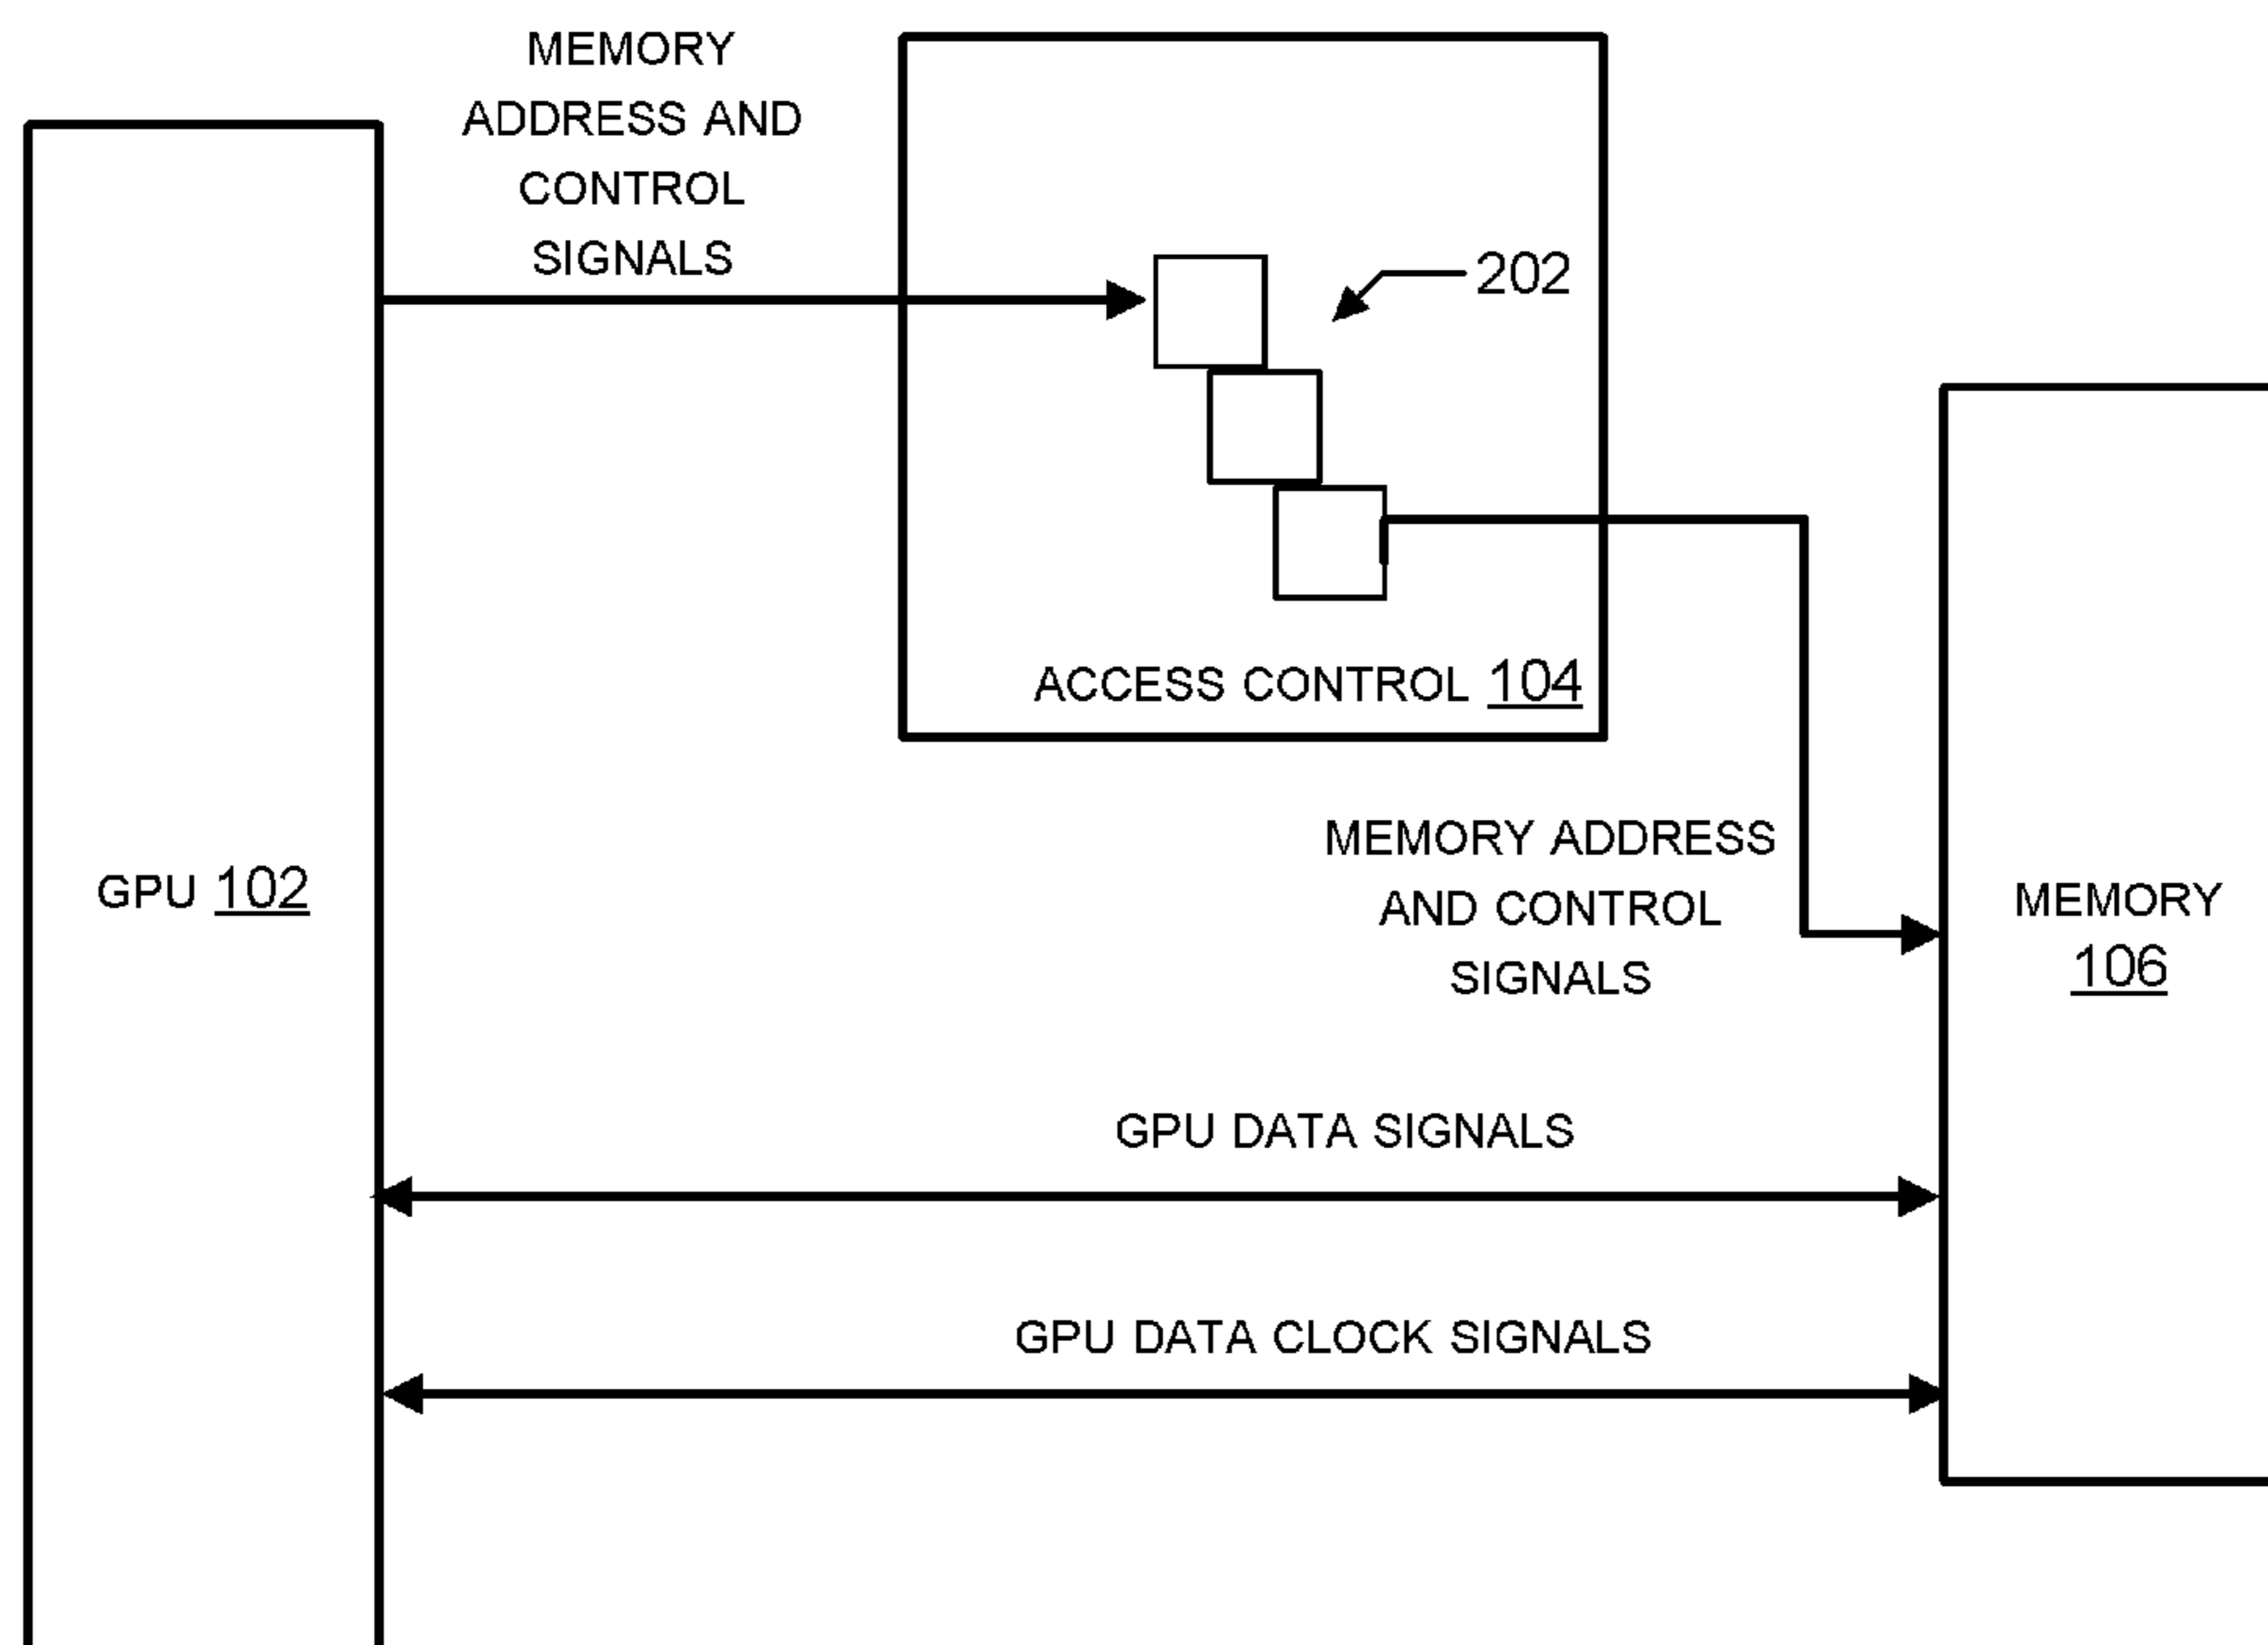 MEMORY
ADDRESS AND
CONTROL
SIGNALS
202
ACCESS CONTROL 104
MEMORY ADDRESS
AND CONTROL
SIGNALS
GPU 102
MEMORY
106
GPU DATA SIGNALS
GPU DATA CLOCK SIGNALS